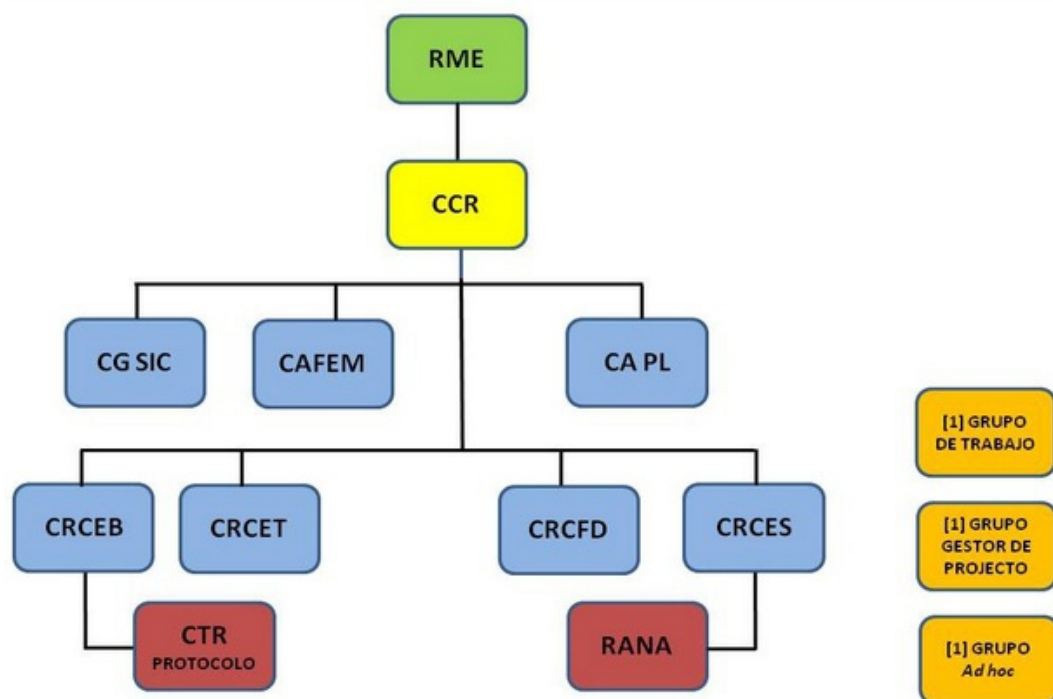 RME
CCR
CG SIC
CAFEM
CA PL
[1] GRUPO
DE TRABAJO
CRCEB
CRCET
CRCFD
CRCES
[1] GRUPO
GESTOR DE
PROJECTO
CTR
PROTOCOLO
RANA
[1] GRUPO
Ad hoc